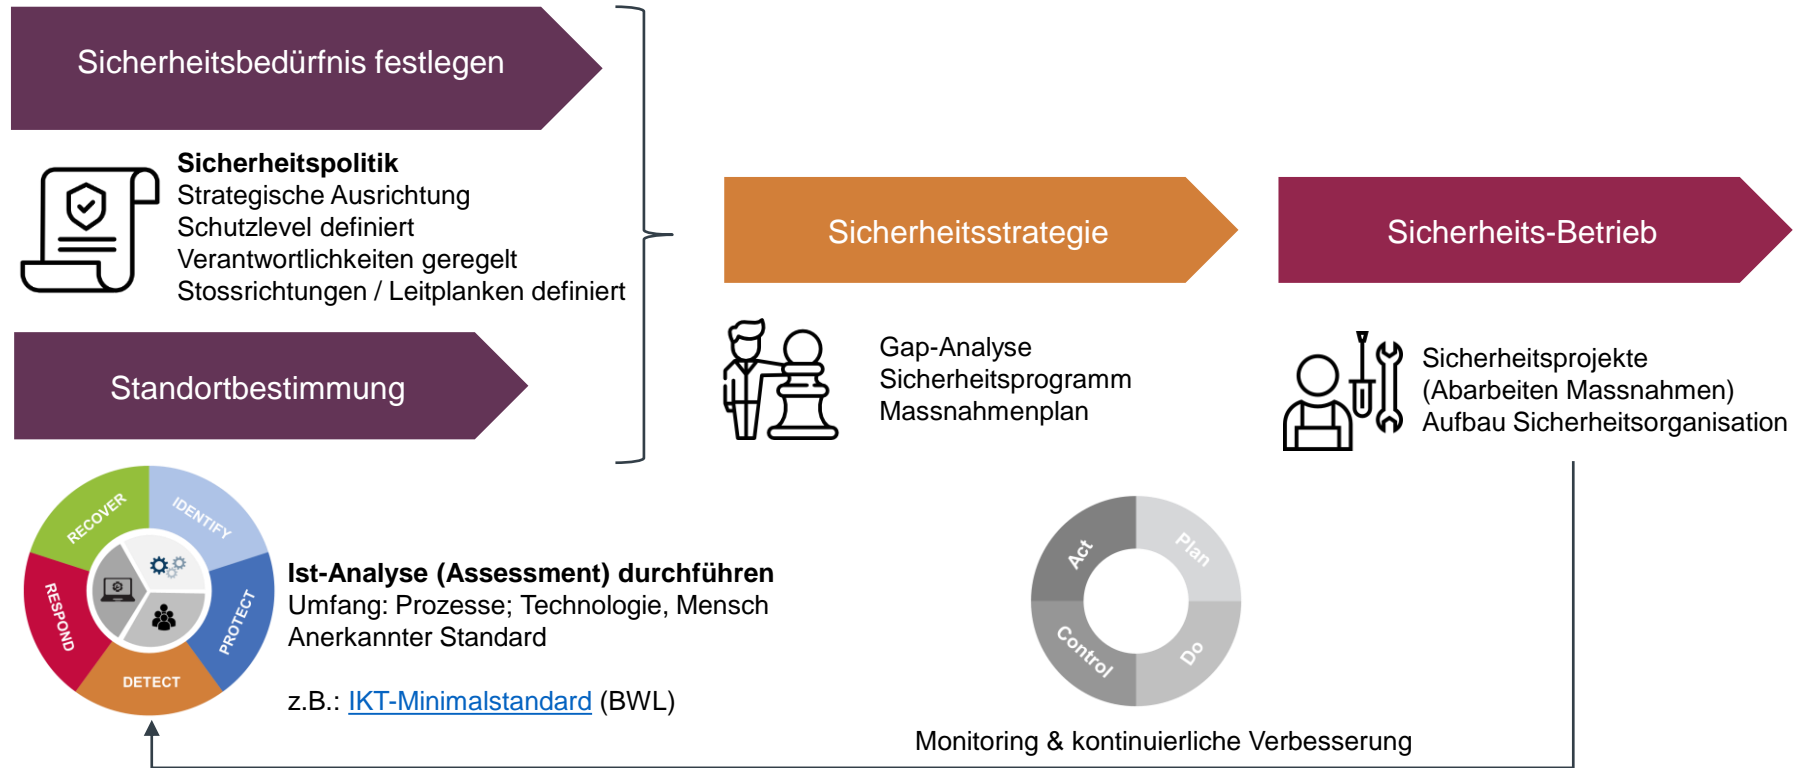 Sicherheitsbedürfnis festlegen
Sicherheitspolitik
Strategische Ausrichtung
Schutzlevel definiert
Verantwortlichkeiten geregelt
Stossrichtungen / Leitplanken definiert
Standortbestimmung
RECOVER
IDENTIFY
PROTECT
DETECT
RESPOND
Ist-Analyse (Assessment) durchführen
Umfang: Prozesse; Technologie, Mensch
Anerkannter Standard
z.B.: IKT-Minimalstandard (BWL)
Sicherheitsstrategie
Gap-Analyse
Sicherheitsprogramm
Massnahmenplan
Sicherheits-Betrieb
Sicherheitsprojekte
(Abarbeiten Massnahmen)
Aufbau Sicherheitsorganisation
Act
Plan
Do
Control
Monitoring & kontinuierliche Verbesserung